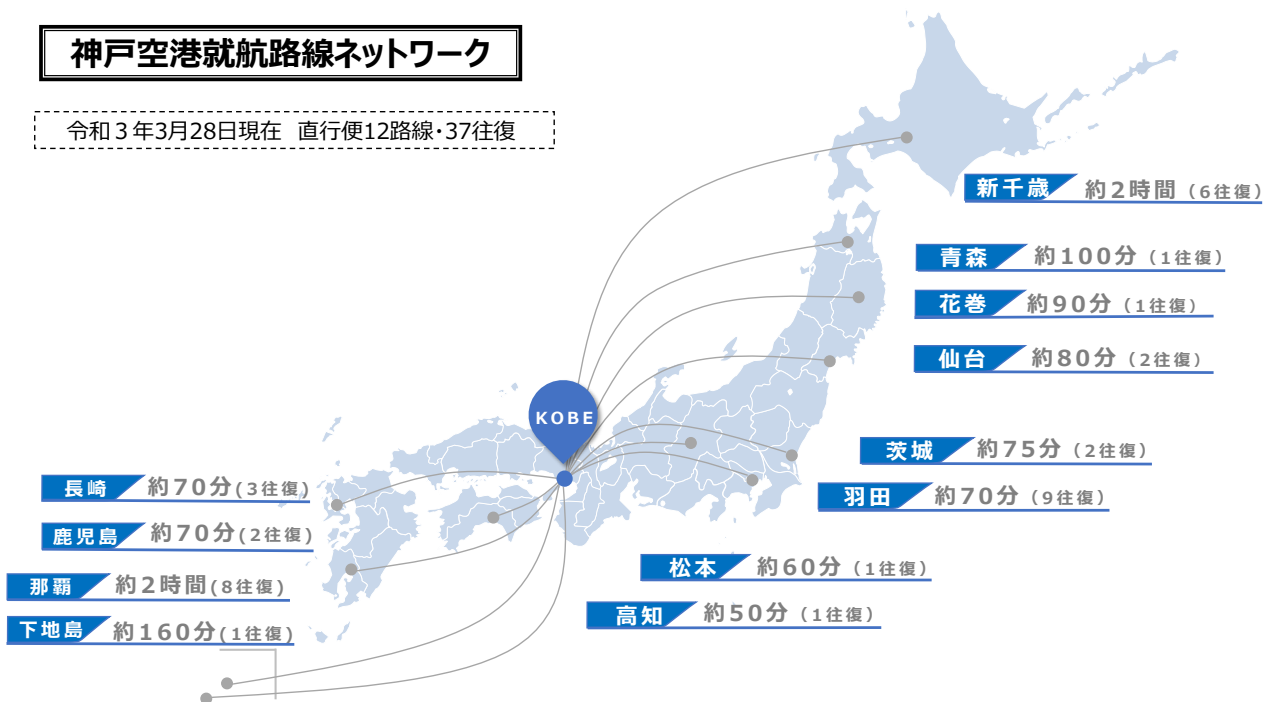 神戸空港就航路線ネットワーク
令和３年3月28日現在 直行便12路線・37往復
新千歳 約2時間（6往復）
青森 約100分（1往復）
花巻 約90分（1往復）
仙台 約80分（2往復）
KOBE
茨城 約75分（2往復）
羽田 約70分（9往復）
長崎 約70分(3往復)
鹿児島 約70分(2往復)
那覇 約2時間(8往復)
下地島 約160分(1往復)
松本 約60分（1往復）
高知 約50分（1往復）